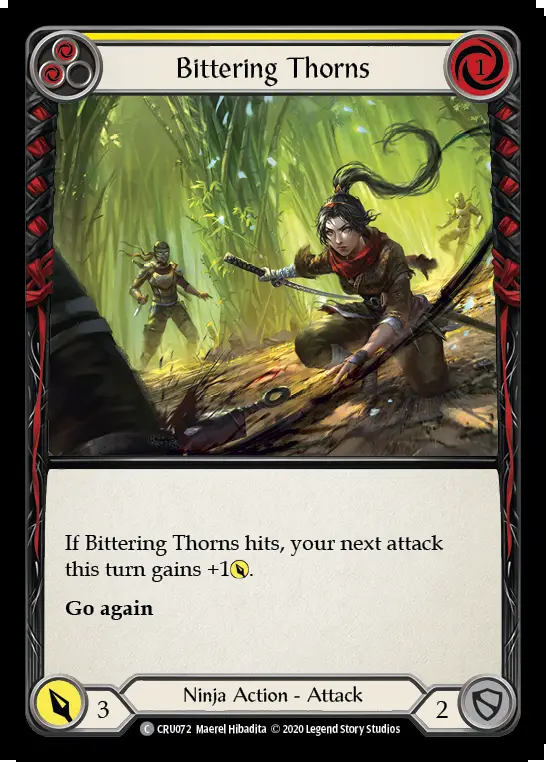 Bittering Thorns
1
If Bittering Thorns hits, your next attack
this turn gains +1.
Go again
3
Ninja Action - Attack
2
C CRU072 Maerel Hibadita © 2020 Legend Story Studios